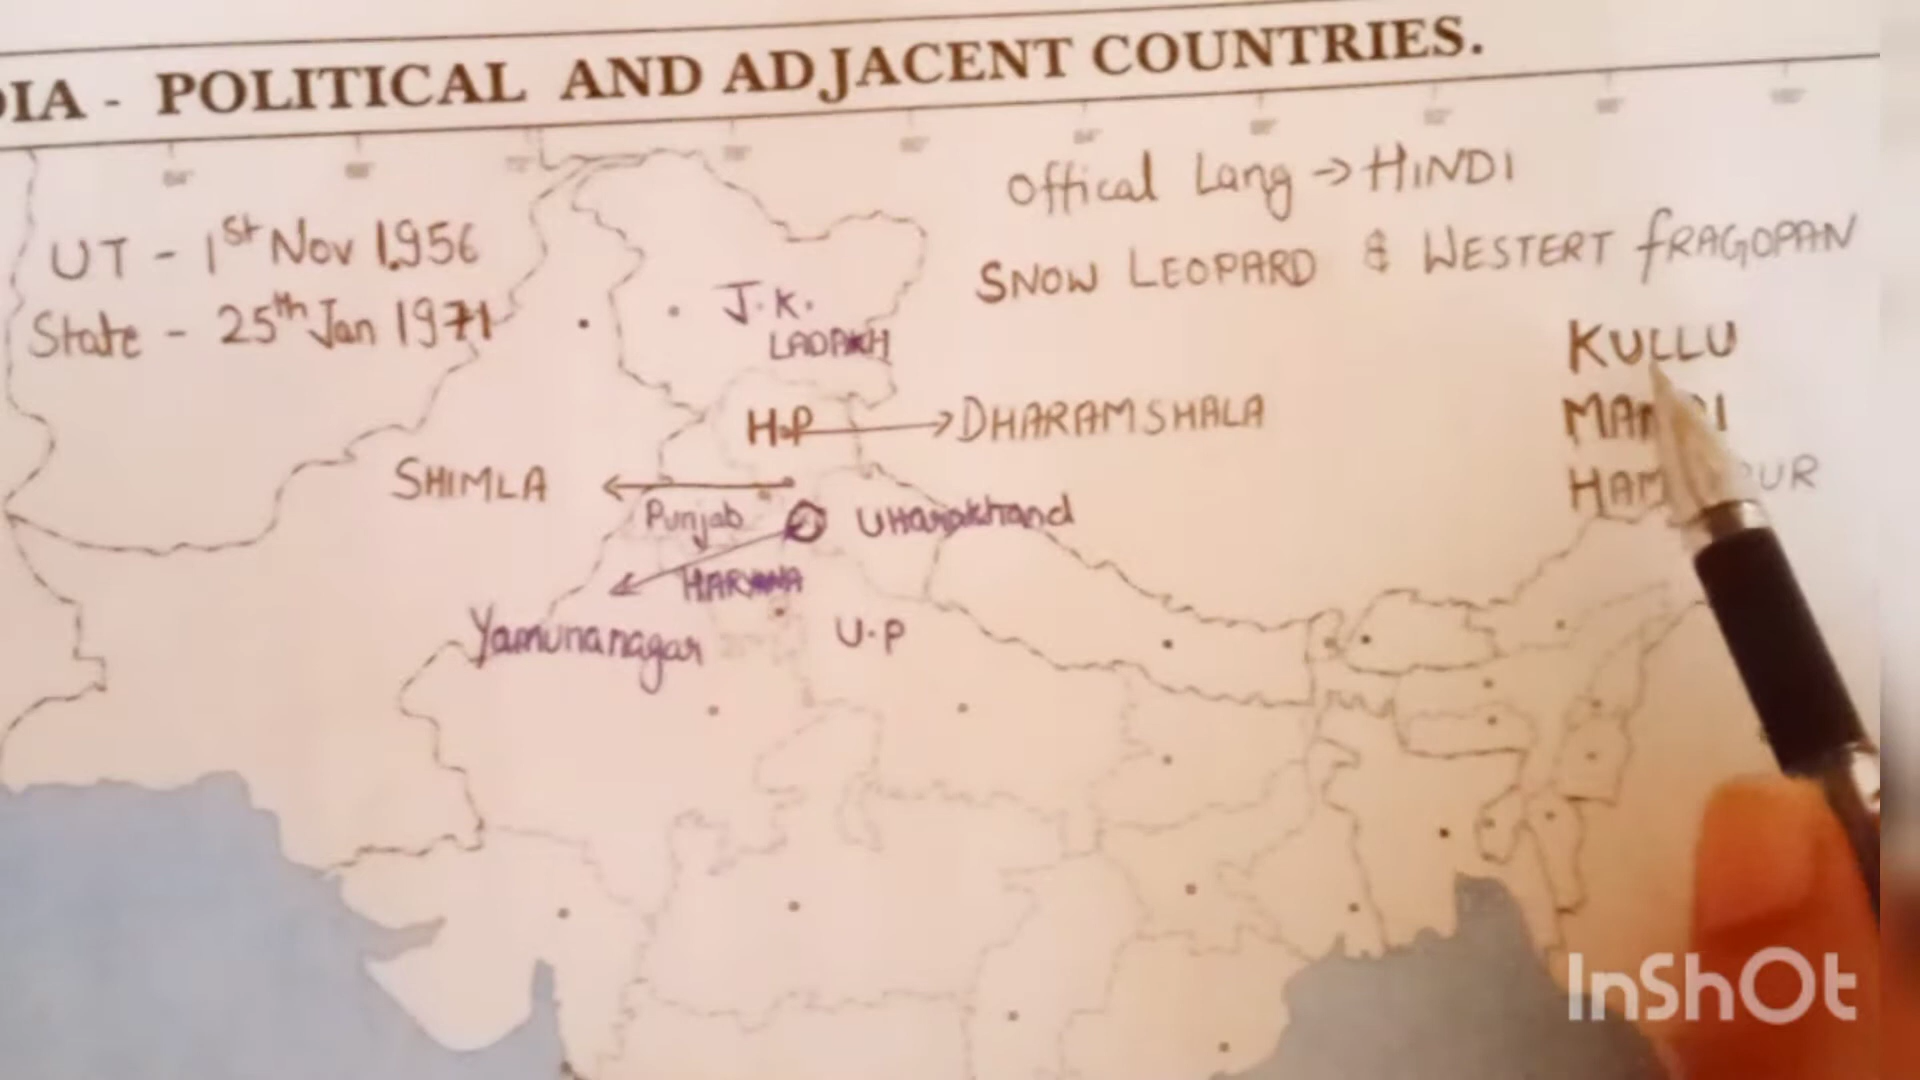 DIA - POLITICAL AND ADJACENT COUNTRIES.
Offical Lang → HINDI
UT - 1st Nov 1956
SNOW LEOPARD & WESTERT fRAGOPAN
State - 25th Jan 1971
J.K.
LADAKH
KULLU
H.P → DHARAMSHALA
SHIMLA
Punjab
Uttarakhand
HARYANA
Yamunanagar
U.P
InShOt